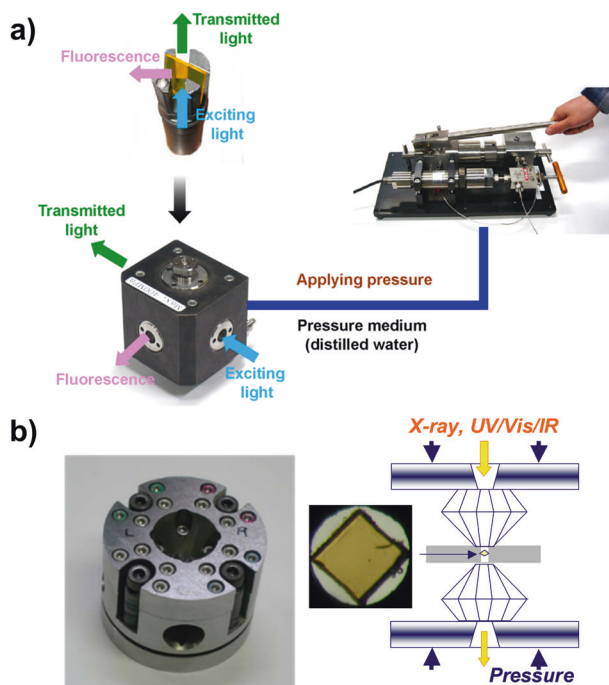 a)
Transmitted
light
Fluorescence
Exciting
light
Transmitted
light
Applying pressure
Pressure medium
(distilled water)
Fluorescence
Exciting
light
b)
X-ray, UV/Vis/IR
L
R
Pressure